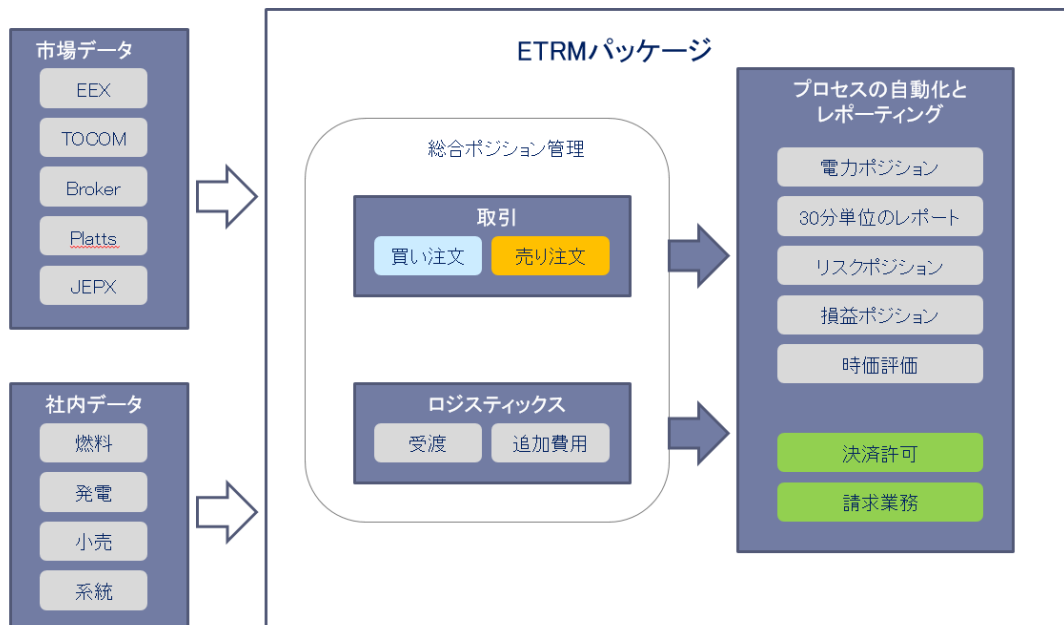 市場データ
EEX
TOCOM
Broker
Platts
JEPX
社内データ
燃料
発電
小売
系統
ETRMパッケージ
総合ポジション管理
取引
買い注文
売り注文
ロジスティックス
受渡
追加費用
プロセスの自動化と
レポーティング
電力ポジション
30分単位のレポート
リスクポジション
損益ポジション
時価評価
決済許可
請求業務